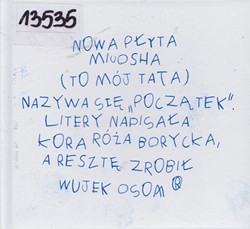 13535
NOWA PŁYTA
MIUOSHA
(TO MÓJ TATA)
NAZYWA SIĘ „POCZĄTEK".
LITERY NAPISAŁA
KORA RÓŻA BORYCKA,
A RESZTĘ ZROBIŁ
WUJEK OSOM ®